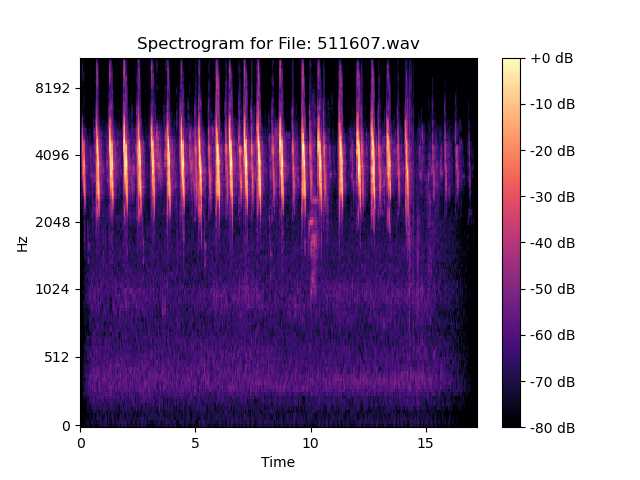 Spectrogram for File: 511607.wav
8192
4096
2048
1024
512
0
Hz
0 5 10 15
Time
+0 dB
-10 dB
-20 dB
-30 dB
-40 dB
-50 dB
-60 dB
-70 dB
-80 dB